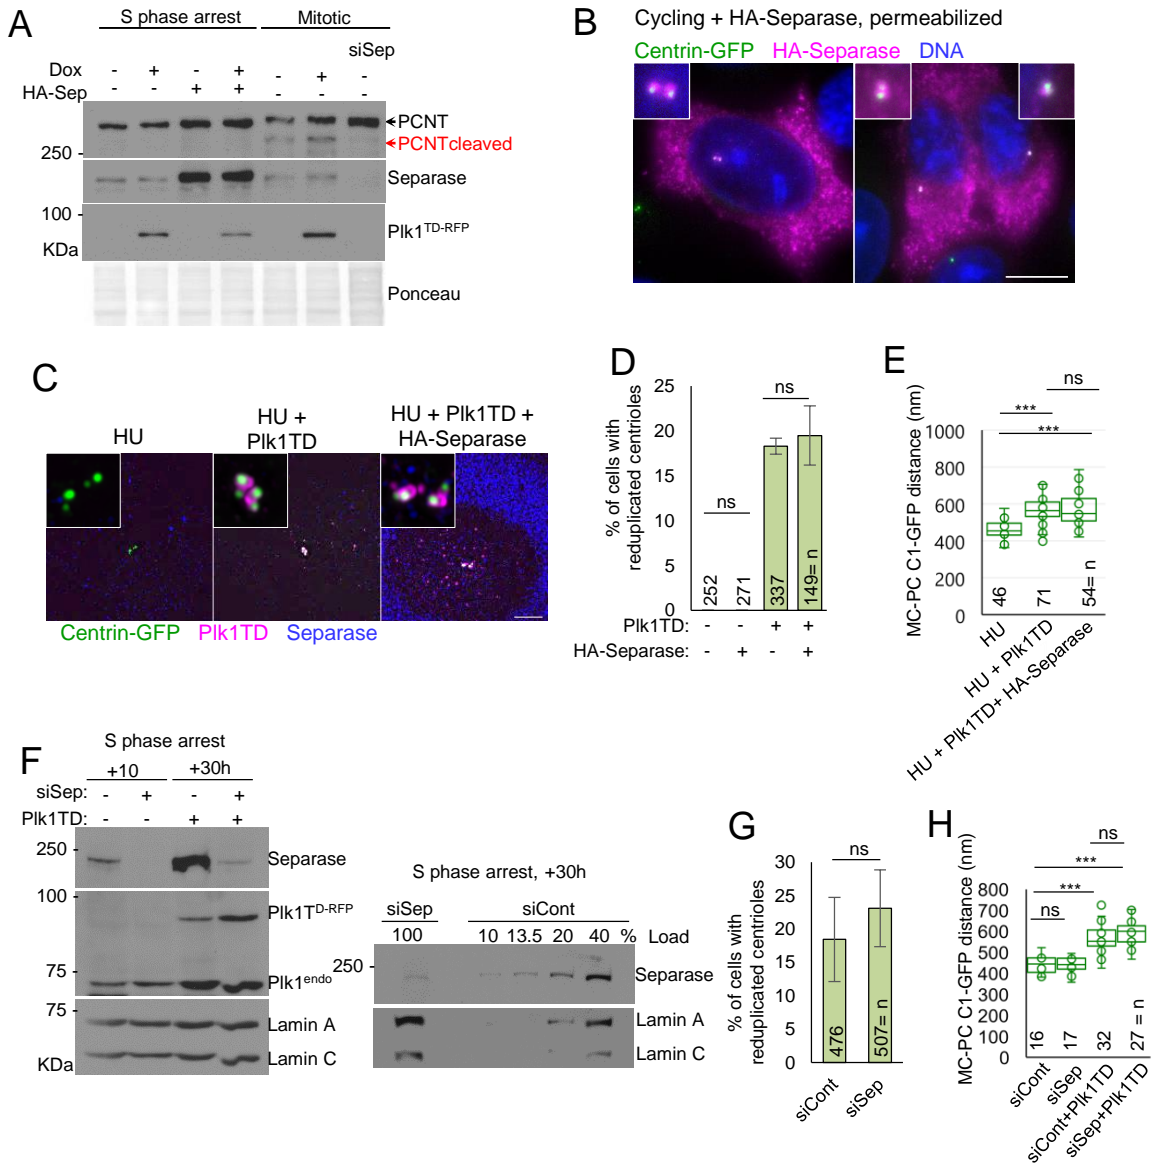 A
S phase arrest
Mitotic
siSep
Dox - + - + - + -
HA-Sep - - + + - - -
PCNT
PCNTcleaved
250 -
Separase
100 -
Plk1TD-RFP
KDa
Ponceau
B
Cycling + HA-Separase, permeabilized
Centrin-GFP HA-Separase DNA
C
HU
HU +
Plk1TD
HU + Plk1TD +
HA-Separase
Centrin-GFP Plk1TD Separase
D
% of cells with
reduplicated centrioles
25
20
15
10
5
0
ns
ns
252
271
337
149= n
Plk1TD: - - + +
HA-Separase: - + - +
E
MC-PC C1-GFP distance (nm)
1000
800
600
400
200
0
ns
***
***
46
71
54= n
HU
HU + Plk1TD
HU + Plk1TD+ HA-Separase
F
S phase arrest
+10
+30h
siSep: - + - +
Plk1TD: - - + +
250 -
Separase
100 -
Plk1TD-RFP
75 -
Plk1endo
75 -
Lamin A
KDa
Lamin C
S phase arrest, +30h
siSep
siCont
100 10 13.5 20 40 % Load
250 -
Separase
Lamin A
Lamin C
G
% of cells with
reduplicated centrioles
30
25
20
15
10
5
0
ns
476
507= n
siCont
siSep
H
MC-PC C1-GFP distance (nm)
800
700
600
500
400
300
200
100
0
ns
***
***
ns
16
17
32
27 = n
siCont
siSep
siCont+Plk1TD
siSep+Plk1TD